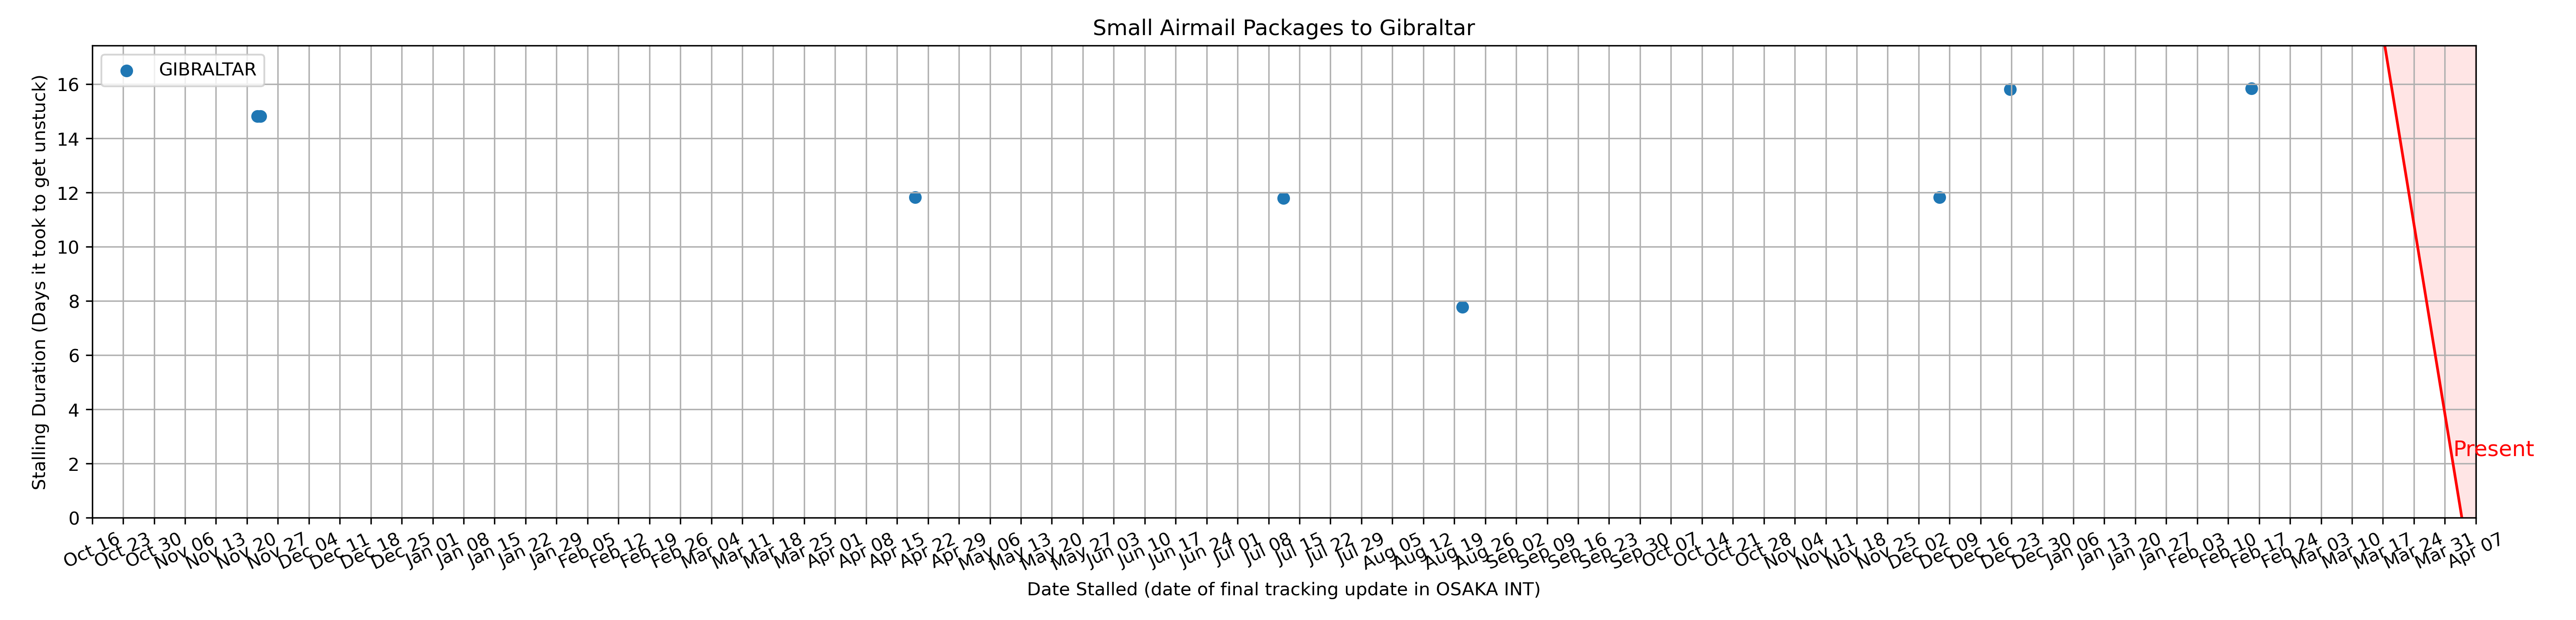 Small Airmail Packages to Gibraltar
GIBRALTAR
Stalling Duration (Days it took to get unstuck)
16
14
12
10
8
6
4
2
0
Present
Oct 16 Oct 23 Oct 30 Nov 06 Nov 13 Nov 20 Nov 27 Dec 04 Dec 11 Dec 18 Dec 25 Jan 01 Jan 08 Jan 15 Jan 22 Jan 29 Feb 05 Feb 12 Feb 19 Feb 26 Mar 04 Mar 11 Mar 18 Mar 25 Apr 01 Apr 08 Apr 15 Apr 22 Apr 29 May 06 May 13 May 20 May 27 Jun 03 Jun 10 Jun 17 Jun 24 Jul 01 Jul 08 Jul 15 Jul 22 Jul 29 Aug 05 Aug 12 Aug 19 Aug 26 Sep 02 Sep 09 Sep 16 Sep 23 Sep 30 Oct 07 Oct 14 Oct 21 Oct 28 Nov 04 Nov 11 Nov 18 Nov 25 Dec 02 Dec 09 Dec 16 Dec 23 Dec 30 Jan 06 Jan 13 Jan 20 Jan 27 Feb 03 Feb 10 Feb 17 Feb 24 Mar 03 Mar 10 Mar 17 Mar 24 Mar 31 Apr 07
Date Stalled (date of final tracking update in OSAKA INT)